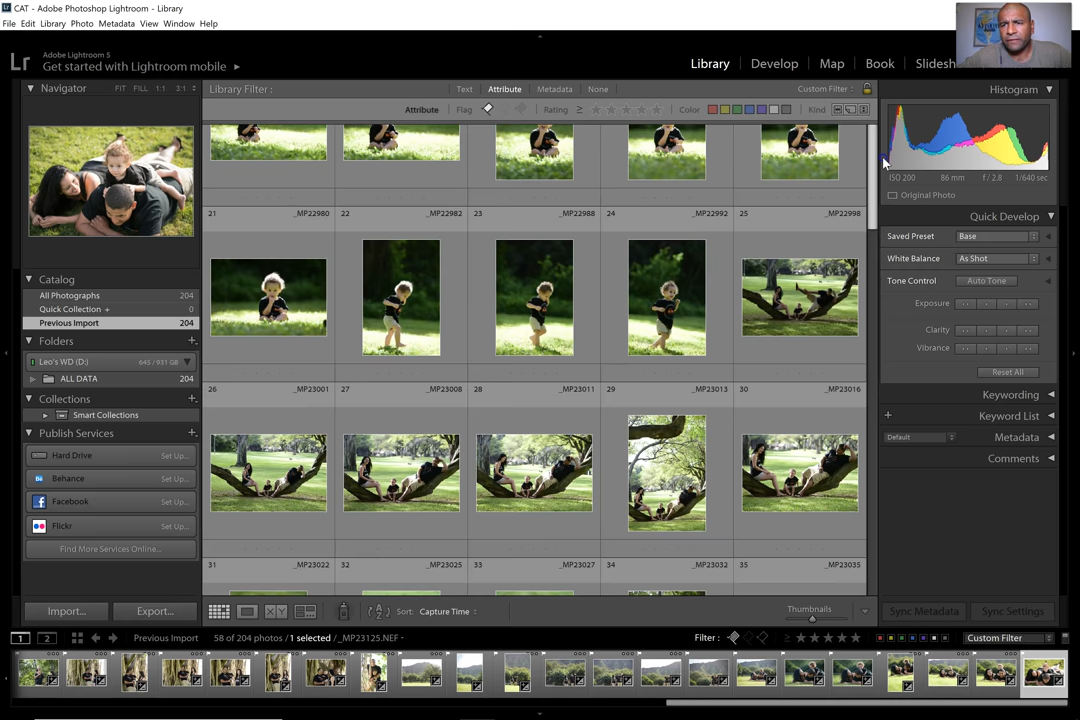 CAT - Adobe Photoshop Lightroom - Library
File Edit Library Photo Metadata View Window Help
Lr
Adobe Lightroom 5
Get started with Lightroom mobile
Library Develop Map Book Slidesh
Navigator FIT FILL 1:1 3:1
Library Filter : Text Attribute Metadata None Custom Filter
Histogram
Attribute Flag Rating ≥ Color Kind
ISO 200 86 mm f / 2.8 1/640 sec
Original Photo
21 _MP22980 22 _MP22982 23 _MP22988 24 _MP22992 25 _MP22998
Quick Develop
Saved Preset Base
White Balance As Shot
Tone Control Auto Tone
Exposure
Clarity
Vibrance
Reset All
Catalog
All Photographs 204
Quick Collection + 0
Previous Import 204
Folders
Leo's WD (D:) 645 / 931 GB
ALL DATA 204
26 _MP23001 27 _MP23008 28 _MP23011 29 _MP23013 30 _MP23016
Keywording
Keyword List
Default Metadata
Comments
Collections
Smart Collections
Publish Services
Hard Drive Set Up...
Be Behance Set Up...
f Facebook Set Up...
Flickr Set Up...
Find More Services Online...
31 _MP23022 32 _MP23025 33 _MP23027 34 _MP23032 35 _MP23035
Import... Export... XY Sort: Capture Time Thumbnails Sync Metadata Sync Settings
1 2 Previous Import 58 of 204 photos / 1 selected / _MP23125.NEF Filter : ≥ Custom Filter